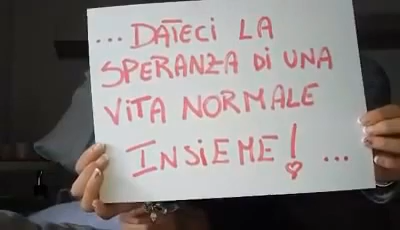 ... DATECI LA
SPERANZA Di UNA
ViTA NORMALE
INSiEME! ...